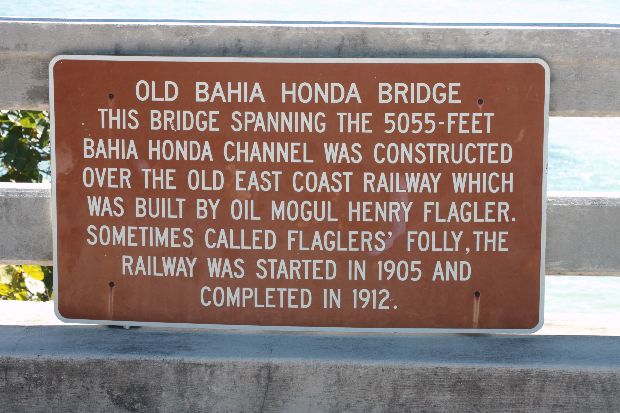 OLD BAHIA HONDA BRIDGE
THIS BRIDGE SPANNING THE 5055-FEET
BAHIA HONDA CHANNEL WAS CONSTRUCTED
OVER THE OLD EAST COAST RAILWAY WHICH
WAS BUILT BY OIL MOGUL HENRY FLAGLER.
SOMETIMES CALLED FLAGLERS' FOLLY, THE
RAILWAY WAS STARTED IN 1905 AND
COMPLETED IN 1912.